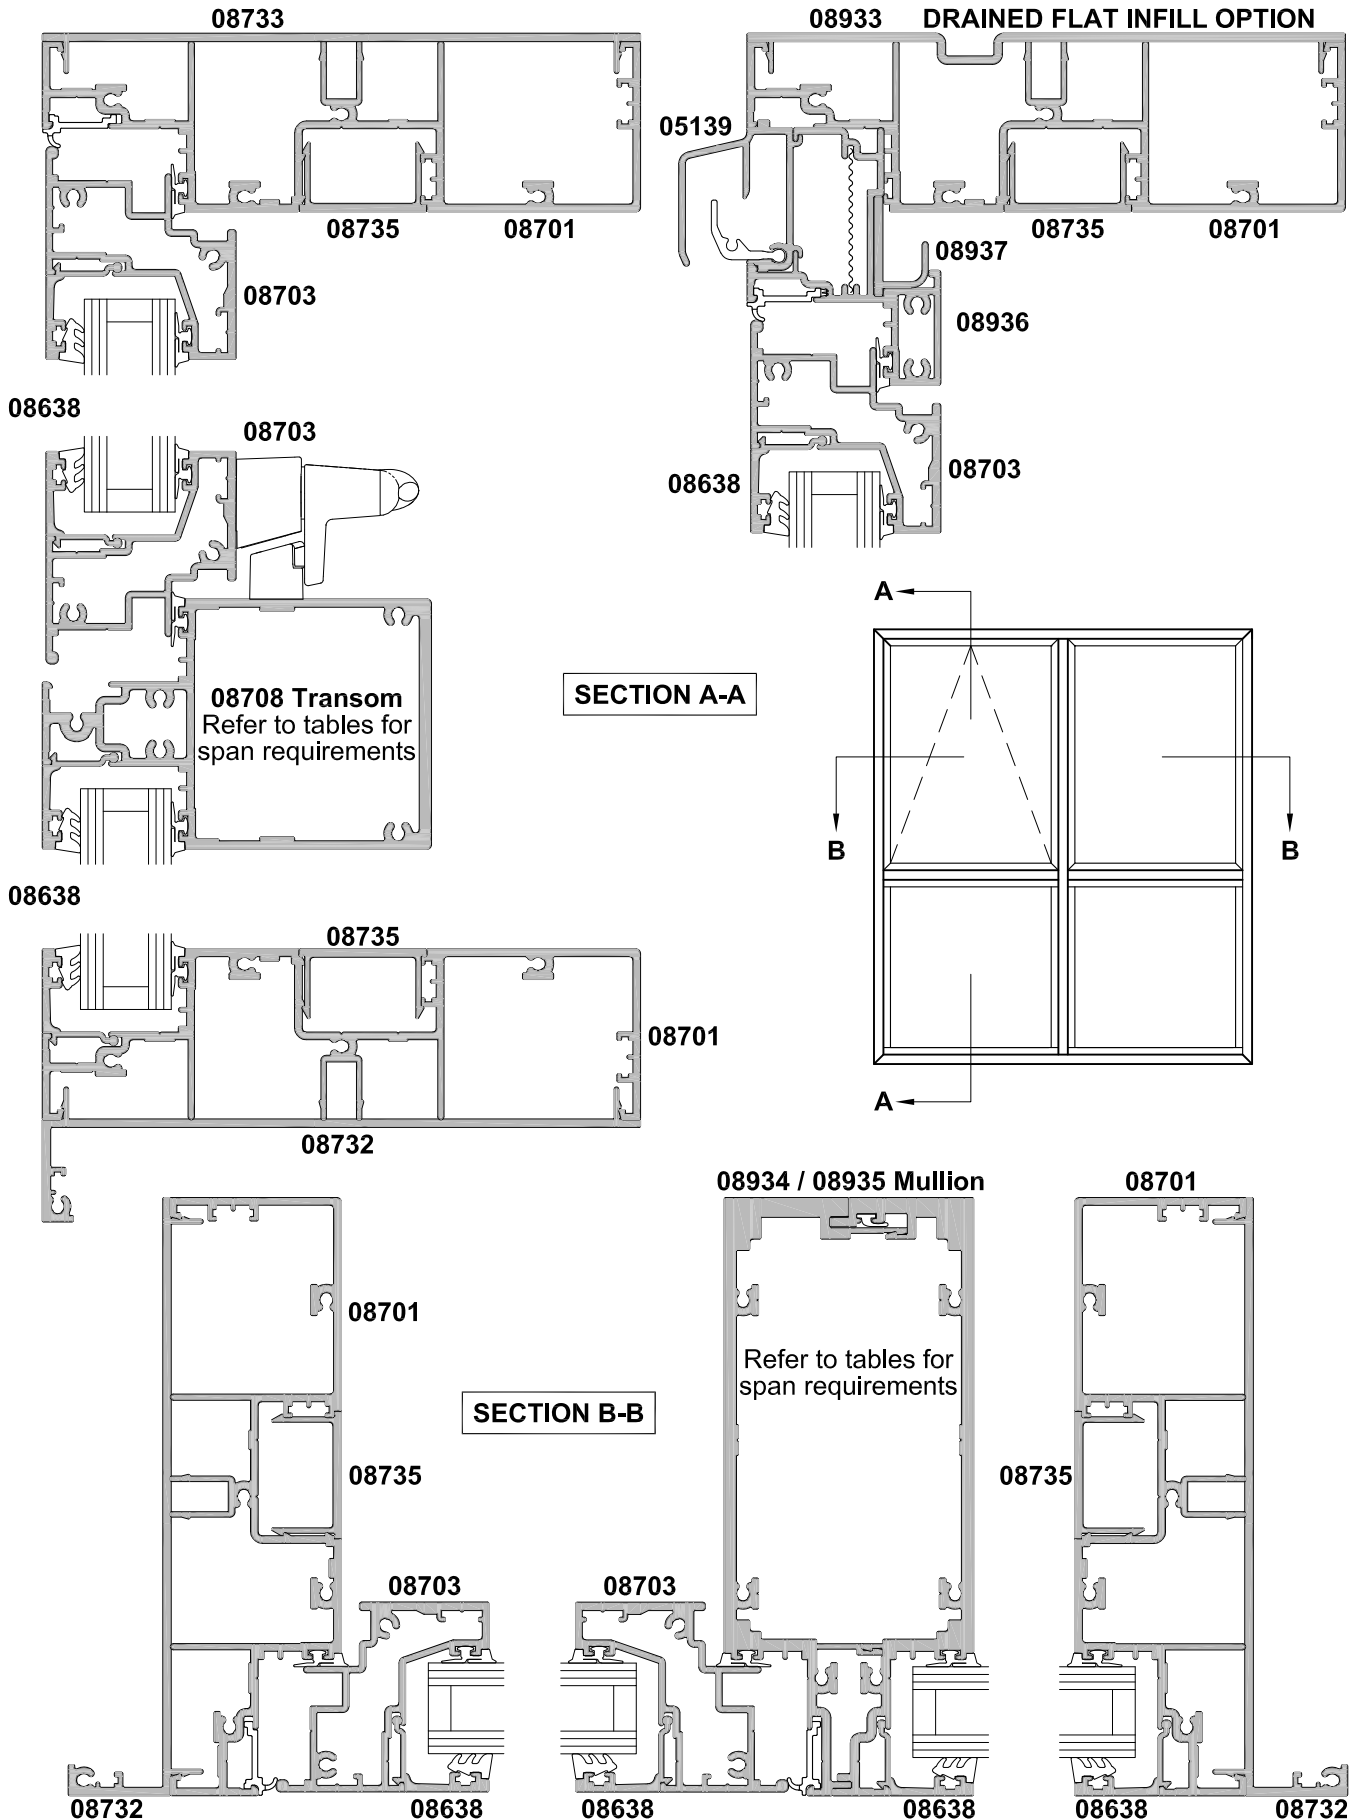 08733
08933 DRAINED FLAT INFILL OPTION
05139
08735
08701
08703
08735
08701
08937
08936
08638
08703
08638
08703
08708 Transom
Refer to tables for
span requirements
SECTION A-A
A
B
B
A
08638
08735
08701
08732
08934 / 08935 Mullion
08701
08701
Refer to tables for
span requirements
SECTION B-B
08735
08735
08703
08703
08732
08638
08638
08638
08638
08732